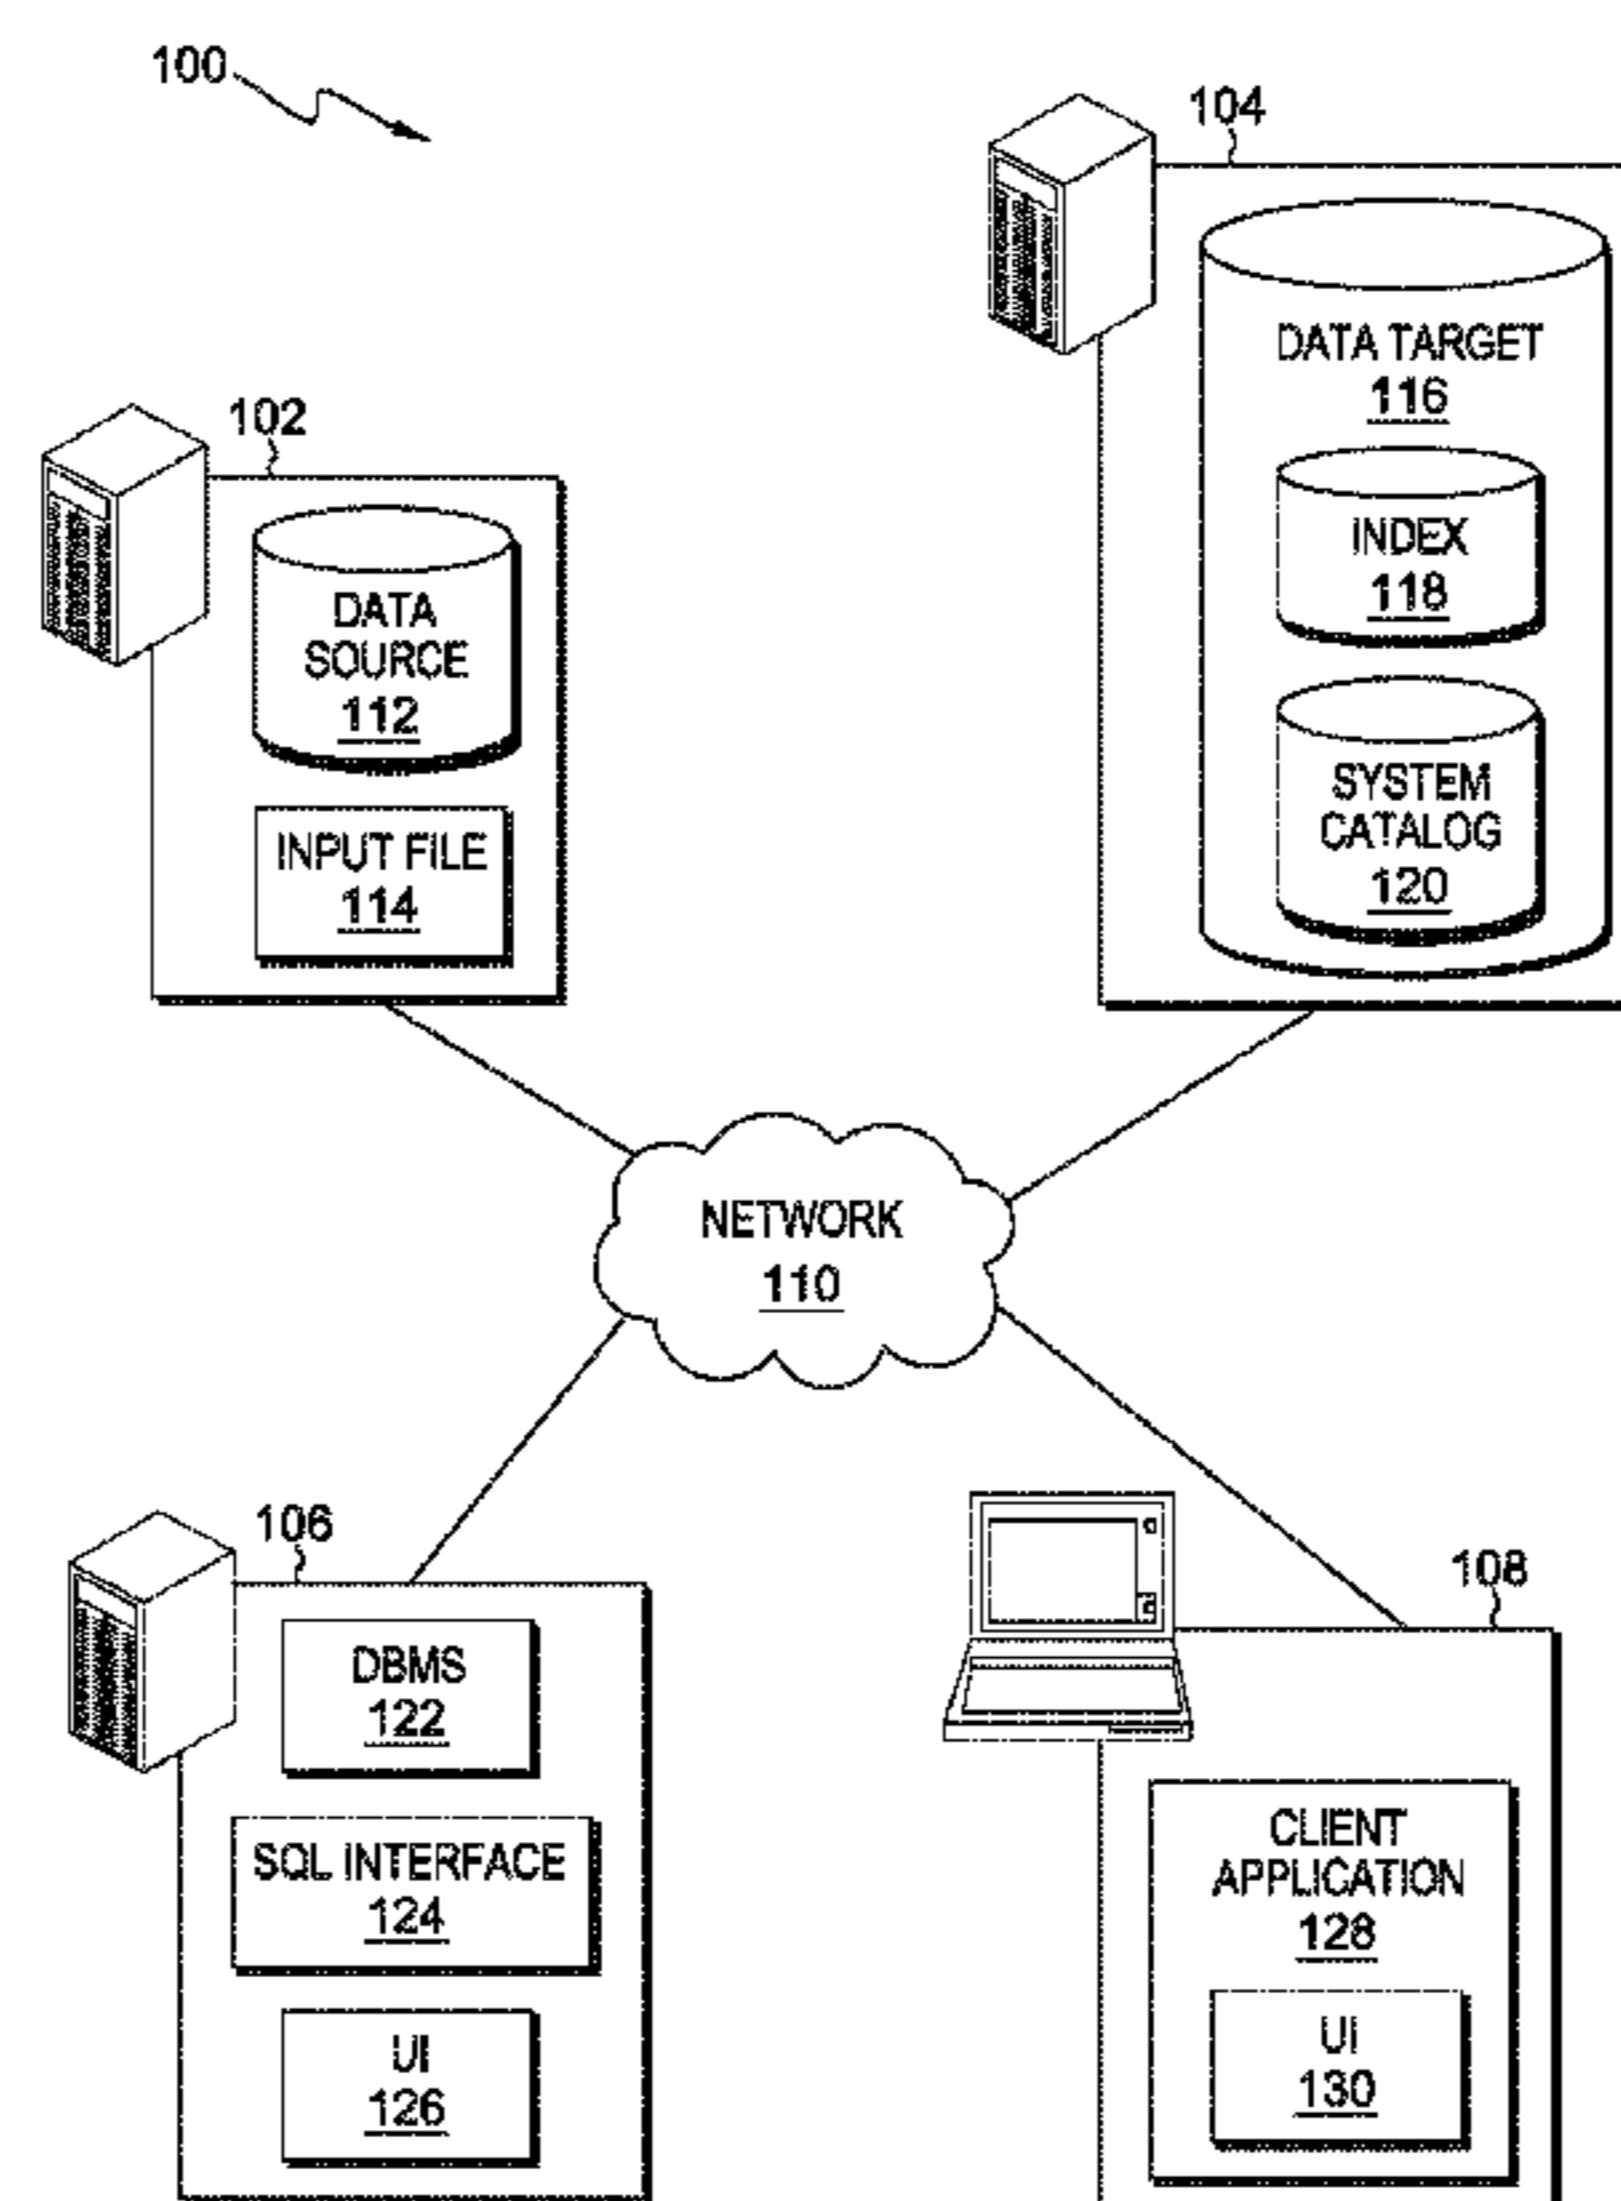 100
104
DATA TARGET
116
INDEX
118
SYSTEM
CATALOG
120
102
DATA
SOURCE
112
INPUT FILE
114
NETWORK
110
106
DBMS
122
SQL INTERFACE
124
UI
126
108
CLIENT
APPLICATION
128
UI
130